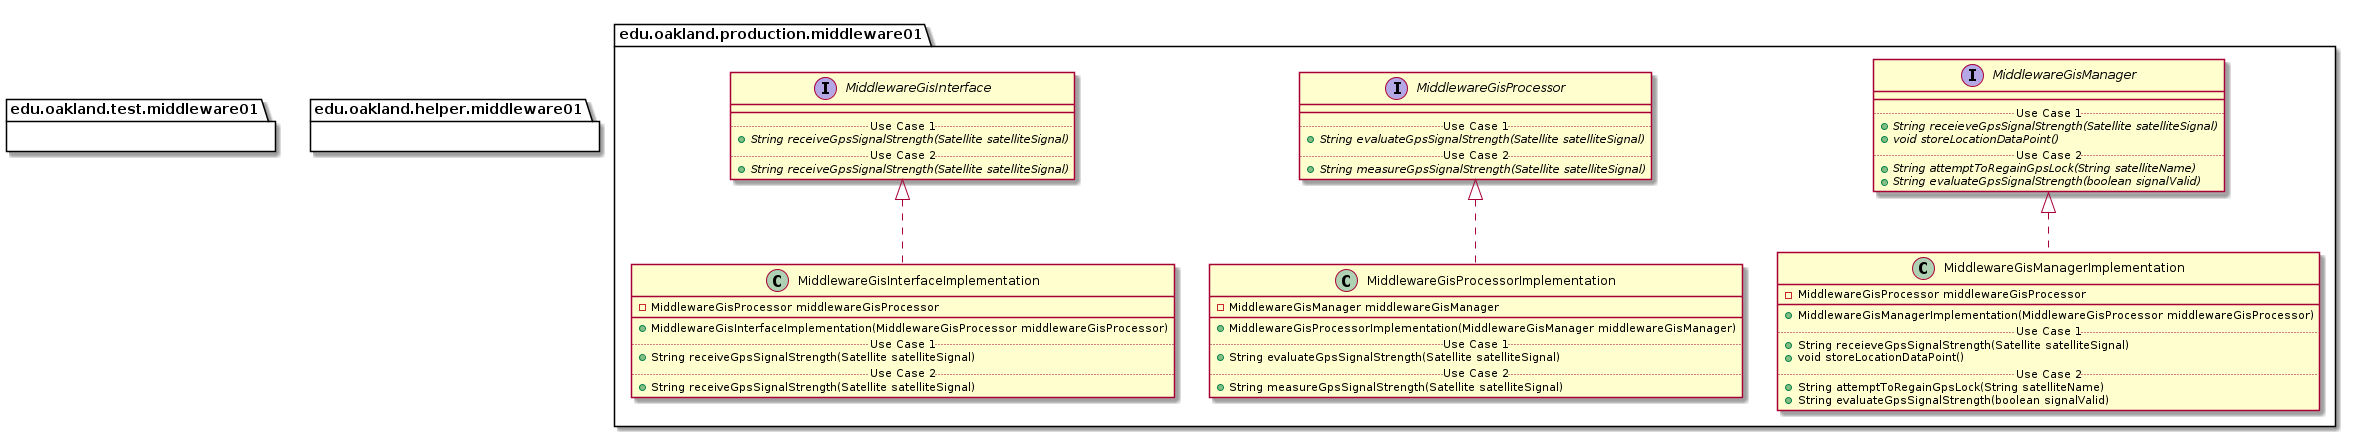 edu.oakland.test.middleware01
edu.oakland.helper.middleware01
edu.oakland.production.middleware01
I MiddlewareGisInterface
Use Case 1
String receiveGpsSignalStrength(Satellite satelliteSignal)
Use Case 2
String receiveGpsSignalStrength(Satellite satelliteSignal)
I MiddlewareGisProcessor
Use Case 1
String evaluateGpsSignalStrength(Satellite satelliteSignal)
Use Case 2
String measureGpsSignalStrength(Satellite satelliteSignal)
I MiddlewareGisManager
Use Case 1
String receieveGpsSignalStrength(Satellite satelliteSignal)
void storeLocationDataPoint()
Use Case 2
String attemptToRegainGpsLock(String satelliteName)
String evaluateGpsSignalStrength(boolean signalValid)
C MiddlewareGisInterfaceImplementation
MiddlewareGisProcessor middlewareGisProcessor
MiddlewareGisInterfaceImplementation(MiddlewareGisProcessor middlewareGisProcessor)
Use Case 1
String receiveGpsSignalStrength(Satellite satelliteSignal)
Use Case 2
String receiveGpsSignalStrength(Satellite satelliteSignal)
C MiddlewareGisProcessorImplementation
MiddlewareGisManager middlewareGisManager
MiddlewareGisProcessorImplementation(MiddlewareGisManager middlewareGisManager)
Use Case 1
String evaluateGpsSignalStrength(Satellite satelliteSignal)
Use Case 2
String measureGpsSignalStrength(Satellite satelliteSignal)
C MiddlewareGisManagerImplementation
MiddlewareGisProcessor middlewareGisProcessor
MiddlewareGisManagerImplementation(MiddlewareGisProcessor middlewareGisProcessor)
Use Case 1
String receieveGpsSignalStrength(Satellite satelliteSignal)
void storeLocationDataPoint()
Use Case 2
String attemptToRegainGpsLock(String satelliteName)
String evaluateGpsSignalStrength(boolean signalValid)